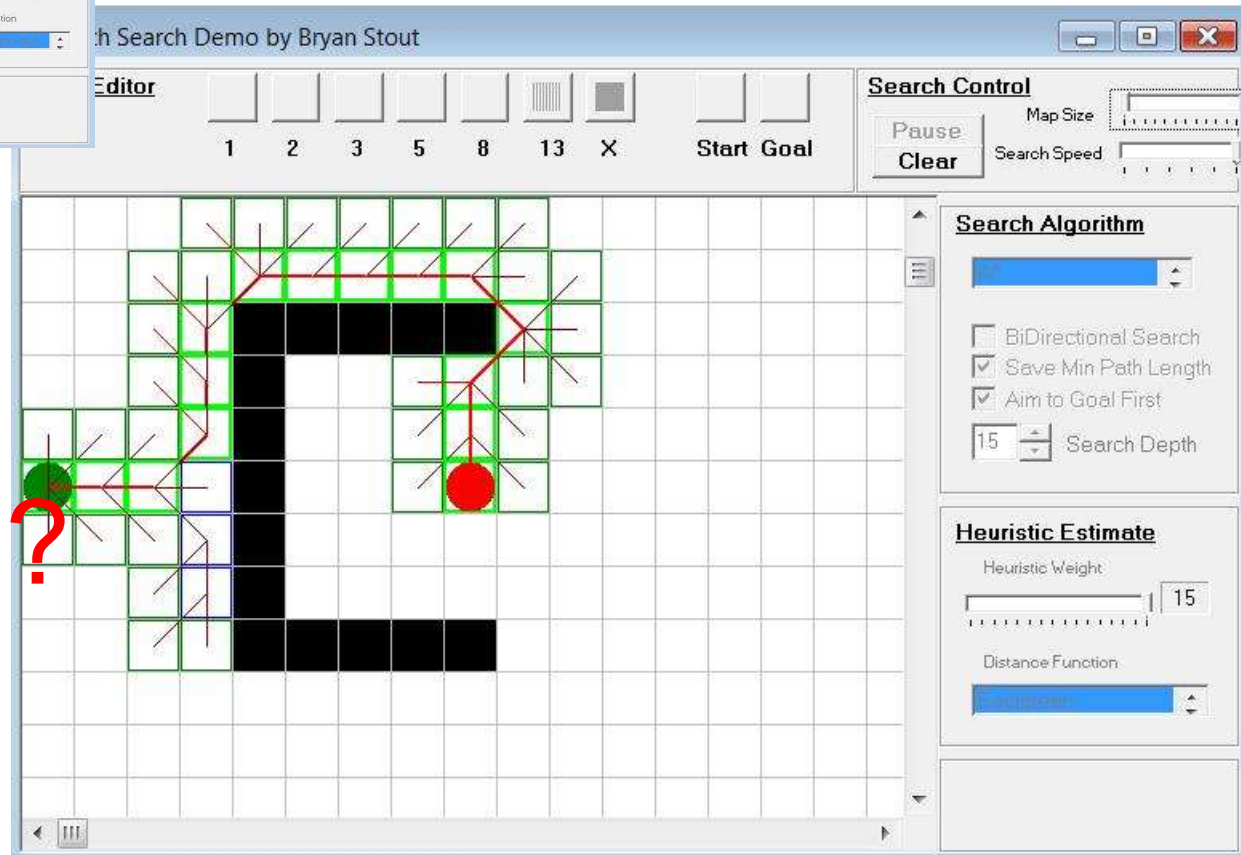 h Search Demo by Bryan Stout
Editor
1 2 3 5 8 13 X Start Goal
Search Control
Map Size
Pause
Clear
Search Speed
Search Algorithm
BiDirectional Search
Save Min Path Length
Aim to Goal First
15 Search Depth
Heuristic Estimate
Heuristic Weight
15
Distance Function
?